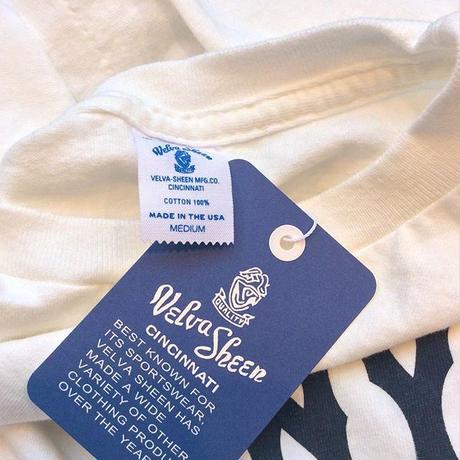 Velva Sheen
VELVA-SHEEN MFG.CO.
CINCINNATI
COTTON 100%
MADE IN THE USA
MEDIUM
QUALITY
Velva Sheen
CINCINNATI
BEST KNOWN FOR
ITS SPORTSWEAR,
VELVA SHEEN HAS
MADE A WIDE
VARIETY OF OTHER
CLOTHING PRODU
OVER THE YEA